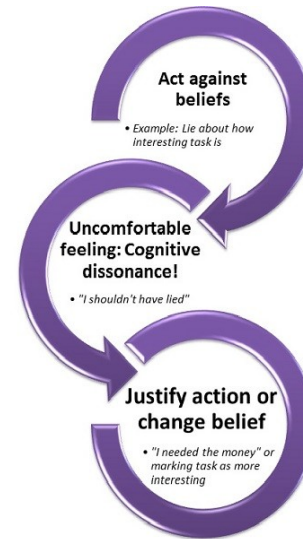 Act against
beliefs
• Example: Lie about how
interesting task is
Uncomfortable
feeling: Cognitive
dissonance!
• "I shouldn't have lied"
Justify action or
change belief
• "I needed the money" or
marking task as more
interesting